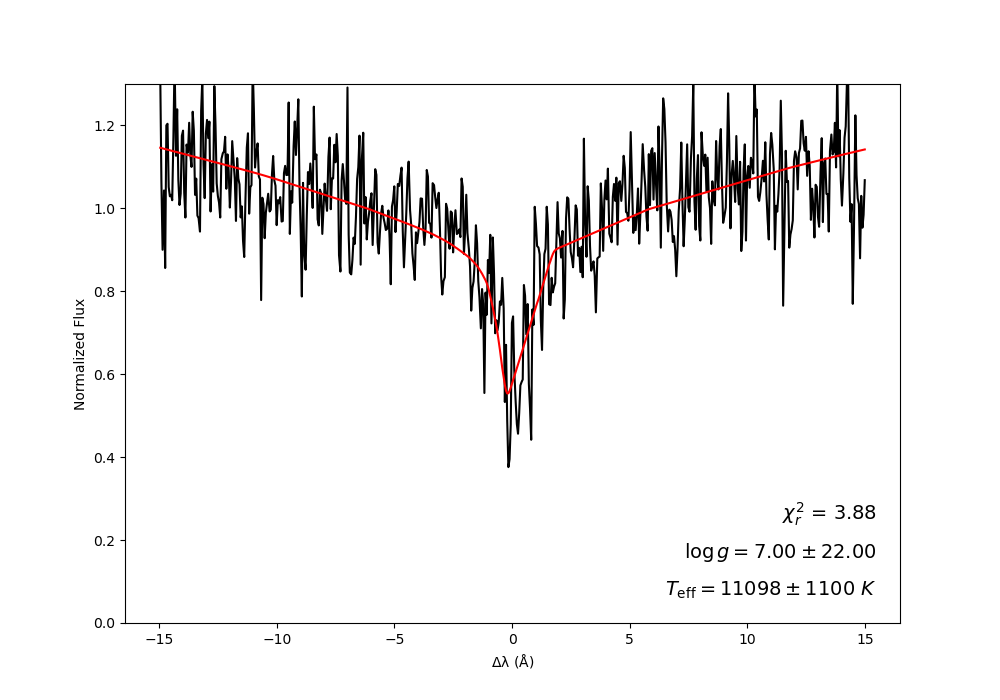 1.2
1.0
0.8
0.6
0.4
0.2
0.0
Normalized Flux
χ²ᵣ = 3.88
log g = 7.00 ± 22.00
T_eff = 11098 ± 1100 K
−15 −10 −5 0 5 10 15
Δλ (Å)